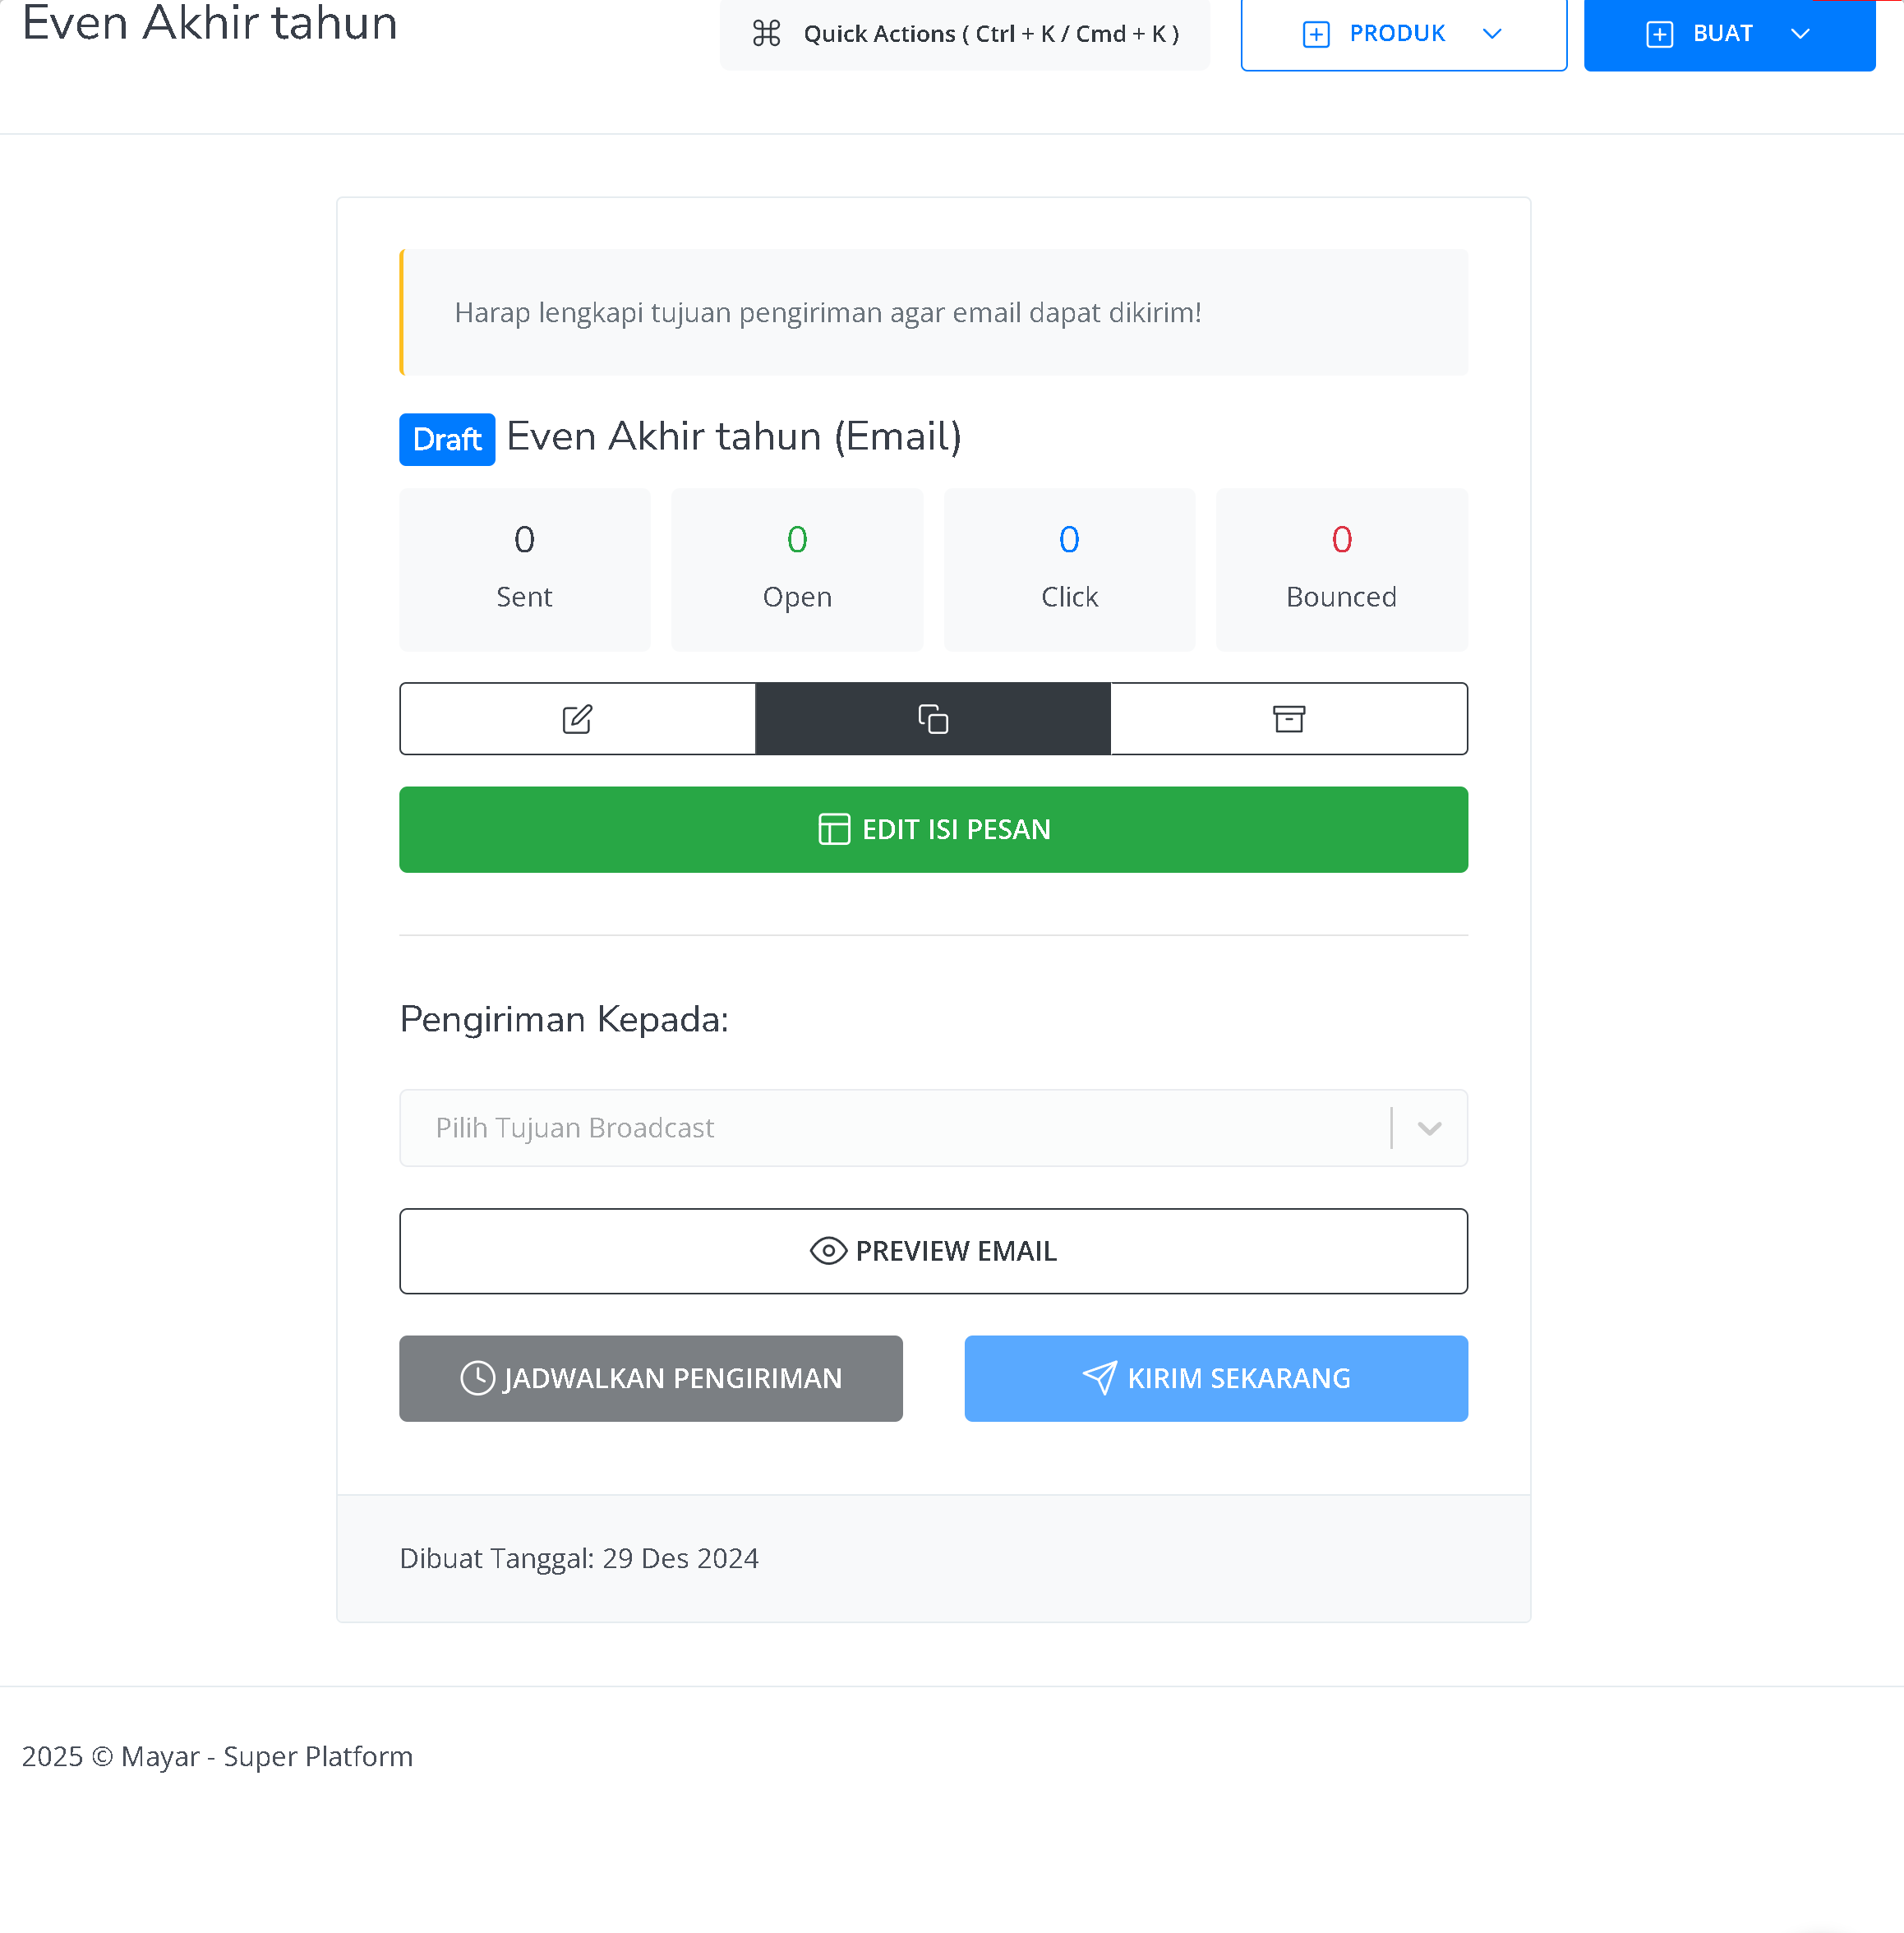 Even Akhir tahun
Quick Actions ( Ctrl + K / Cmd + K )
PRODUK
BUAT
Harap lengkapi tujuan pengiriman agar email dapat dikirim!
Draft Even Akhir tahun (Email)
0 0 0 0
Sent Open Click Bounced
EDIT ISI PESAN
Pengiriman Kepada:
Pilih Tujuan Broadcast
PREVIEW EMAIL
JADWALKAN PENGIRIMAN
KIRIM SEKARANG
Dibuat Tanggal: 29 Des 2024
2025 © Mayar - Super Platform